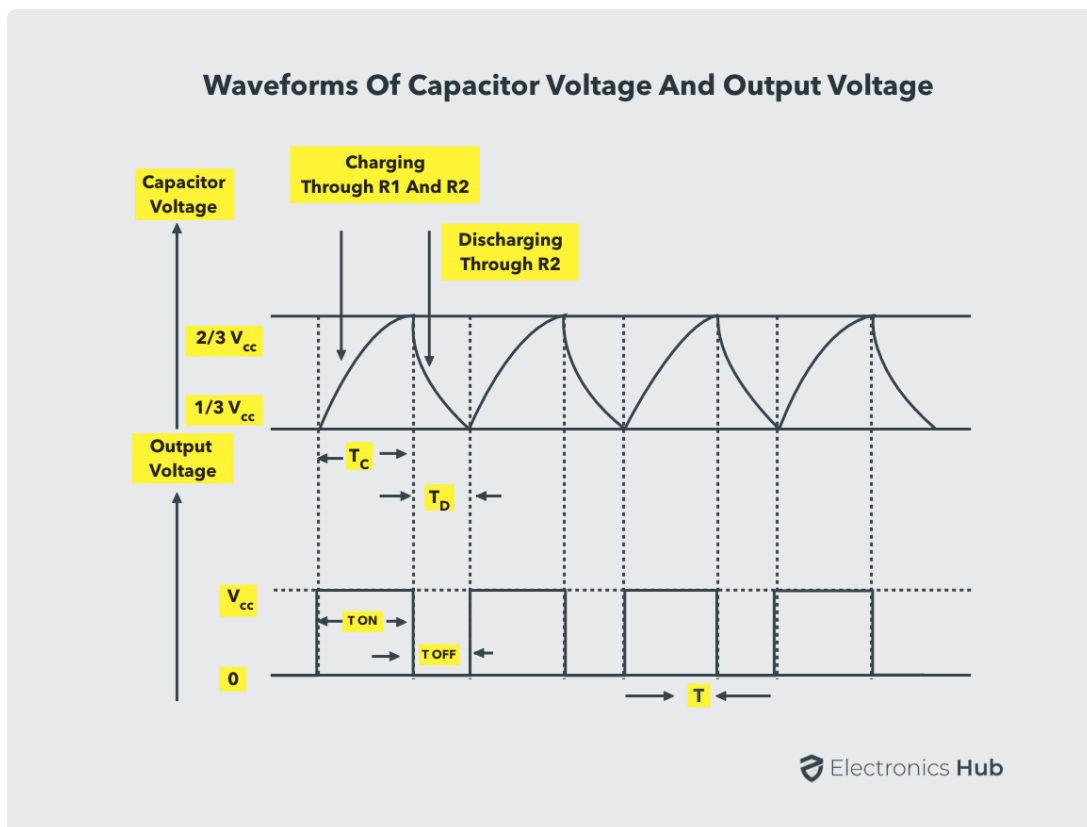 Waveforms Of Capacitor Voltage And Output Voltage
Charging
Through R1 And R2
Capacitor
Voltage
Discharging
Through R2
2/3 Vcc
1/3 Vcc
Output
Voltage
TC
TD
Vcc
T ON
T OFF
0
T
Electronics Hub